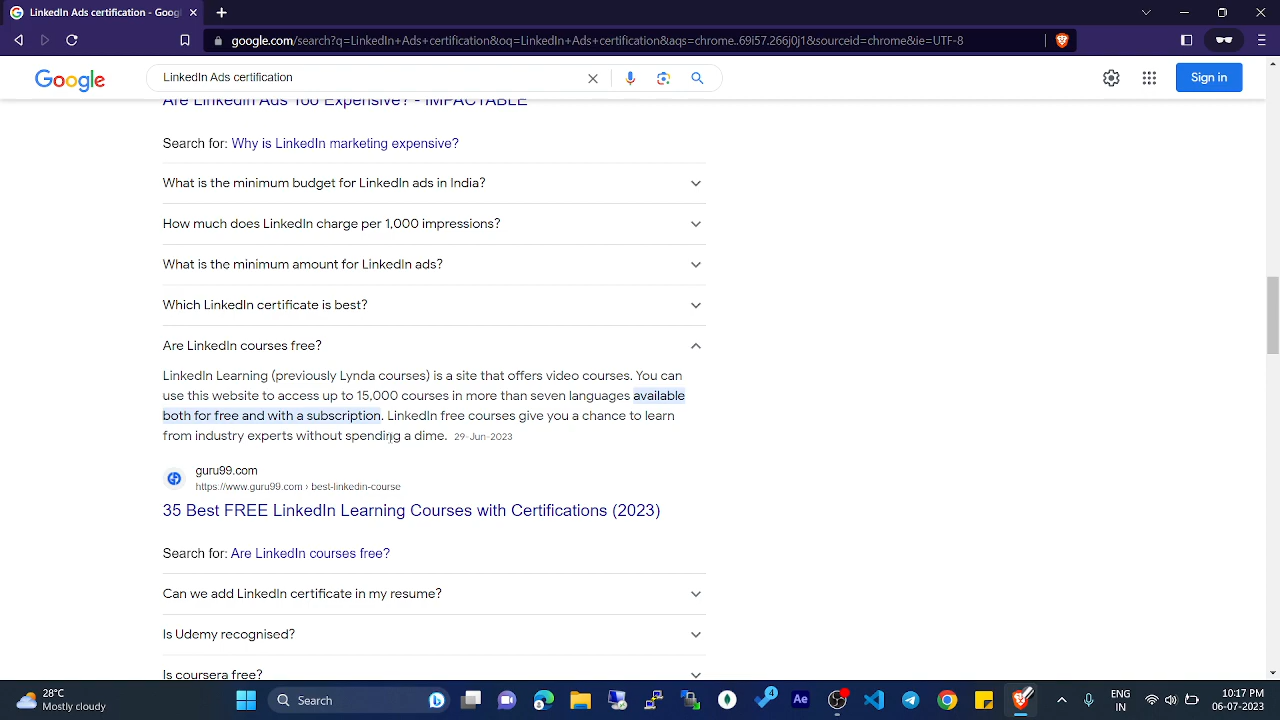 LinkedIn Ads certification - Goog
google.com/search?q=LinkedIn+Ads+certification&oq=LinkedIn+Ads+certification&aqs=chrome..69i57.266j0j1&sourceid=chrome&ie=UTF-8
Google
LinkedIn Ads certification
Sign in
Are LinkedIn Ads Too Expensive? - IMPACTABLE
Search for: Why is LinkedIn marketing expensive?
What is the minimum budget for LinkedIn ads in India?
How much does LinkedIn charge per 1,000 impressions?
What is the minimum amount for LinkedIn ads?
Which LinkedIn certificate is best?
Are LinkedIn courses free?
LinkedIn Learning (previously Lynda courses) is a site that offers video courses. You can
use this website to access up to 15,000 courses in more than seven languages available
both for free and with a subscription. LinkedIn free courses give you a chance to learn
from industry experts without spending a dime. 29-Jun-2023
guru99.com
https://www.guru99.com › best-linkedin-course
35 Best FREE LinkedIn Learning Courses with Certifications (2023)
Search for: Are LinkedIn courses free?
Can we add LinkedIn certificate in my resume?
Is Udemy recognised?
Is coursera free?
28°C
Mostly cloudy
Search
4
Ae
ENG
IN
10:17 PM
06-07-2023